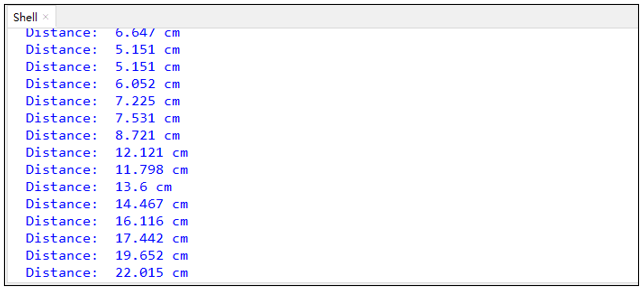 Shell ×
Distance:  6.647 cm
Distance:  5.151 cm
Distance:  5.151 cm
Distance:  6.052 cm
Distance:  7.225 cm
Distance:  7.531 cm
Distance:  8.721 cm
Distance:  12.121 cm
Distance:  11.798 cm
Distance:  13.6 cm
Distance:  14.467 cm
Distance:  16.116 cm
Distance:  17.442 cm
Distance:  19.652 cm
Distance:  22.015 cm